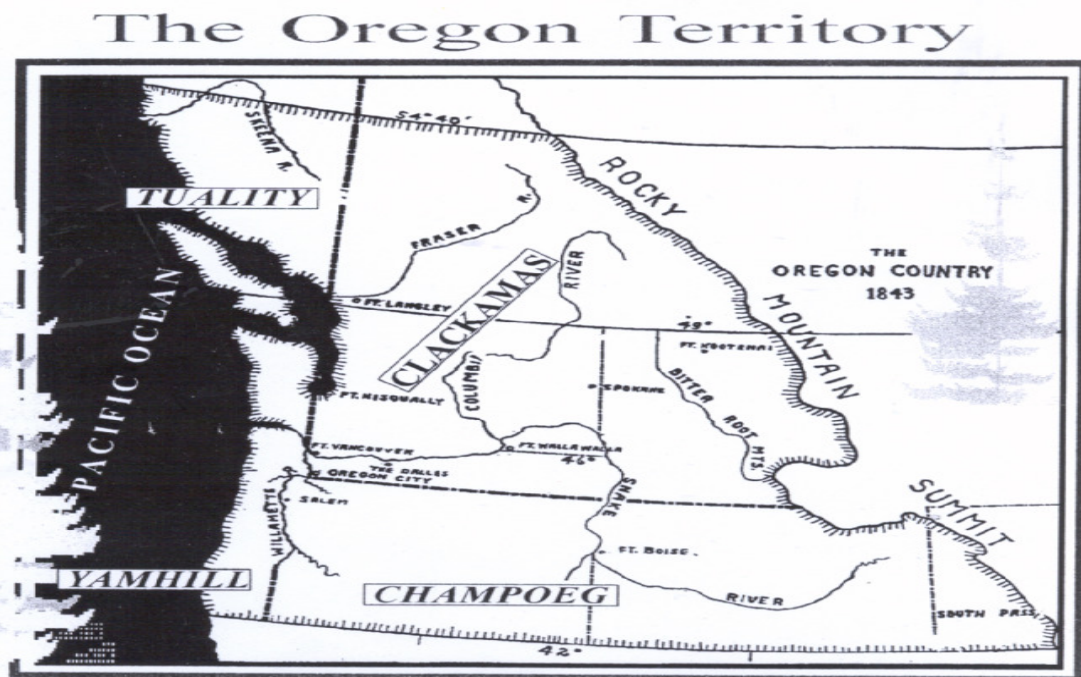 The Oregon Territory
54°40'
SKEENA R.
ROCKY
TUALITY
FRASER
R.
THE
OREGON COUNTRY
1843
CLACKAMAS
RIVER
PACIFIC OCEAN
FT. LANGLEY
49°
MOUNTAIN
FT. KOOTENAI
COLUMBIA
SPOKANE
BITTER ROOT MTS.
FT. NISQUALLY
FT. VANCOUVER
FT. WALLA WALLA
THE DALLES
46°
OREGON CITY
SNAKE
SUMMIT
WILLAMETTE
SALEM
FT. BOISE
YAMHILL
CHAMPOEG
RIVER
SOUTH PASS
42°